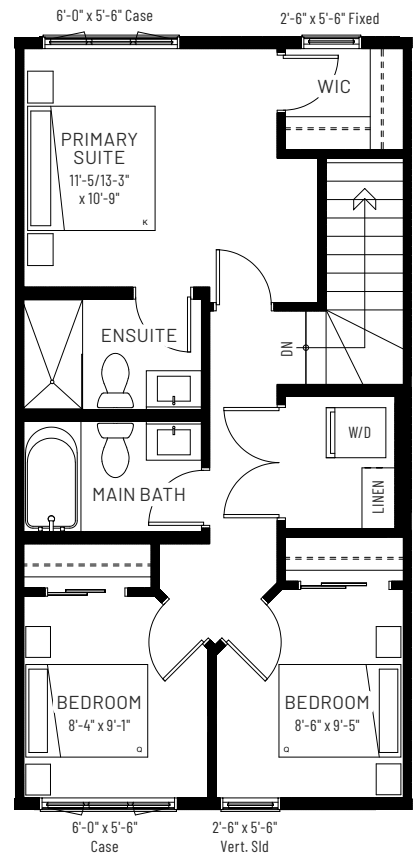 6'-0" x 5'-6" Case
2'-6" x 5'-6" Fixed
WIC
PRIMARY
SUITE
11'-5/13-3"
x 10'-9"
K
ENSUITE
DN
W/D
LINEN
MAIN BATH
BEDROOM
8'-4" x 9'-1"
Q
BEDROOM
8'-6" x 9'-5"
Q
6'-0" x 5'-6"
Case
2'-6" x 5'-6"
Vert. Sld